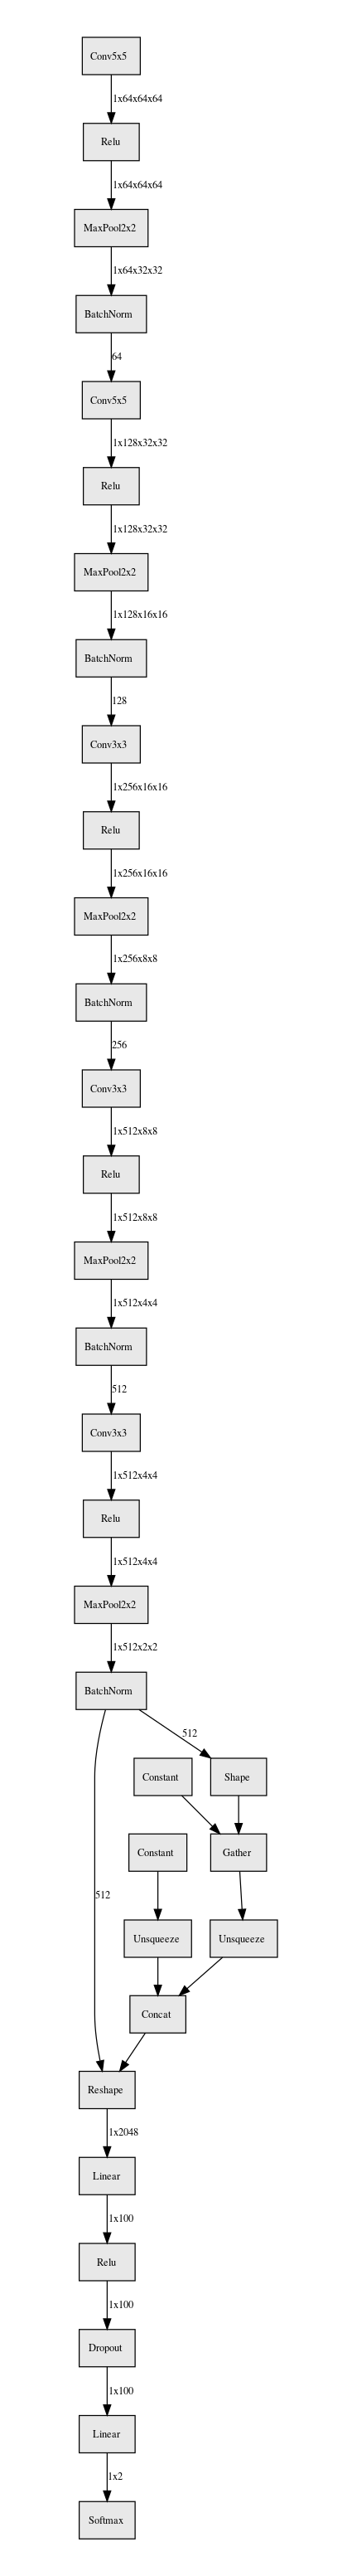 Conv5x5
1x64x64x64
Relu
1x64x64x64
MaxPool2x2
1x64x32x32
BatchNorm
64
Conv5x5
1x128x32x32
Relu
1x128x32x32
MaxPool2x2
1x128x16x16
BatchNorm
128
Conv3x3
1x256x16x16
Relu
1x256x16x16
MaxPool2x2
1x256x8x8
BatchNorm
256
Conv3x3
1x512x8x8
Relu
1x512x8x8
MaxPool2x2
1x512x4x4
BatchNorm
512
Conv3x3
1x512x4x4
Relu
1x512x4x4
MaxPool2x2
1x512x2x2
BatchNorm
512
Constant
Shape
Constant
Gather
512
Unsqueeze
Unsqueeze
Concat
Reshape
1x2048
Linear
1x100
Relu
1x100
Dropout
1x100
Linear
1x2
Softmax